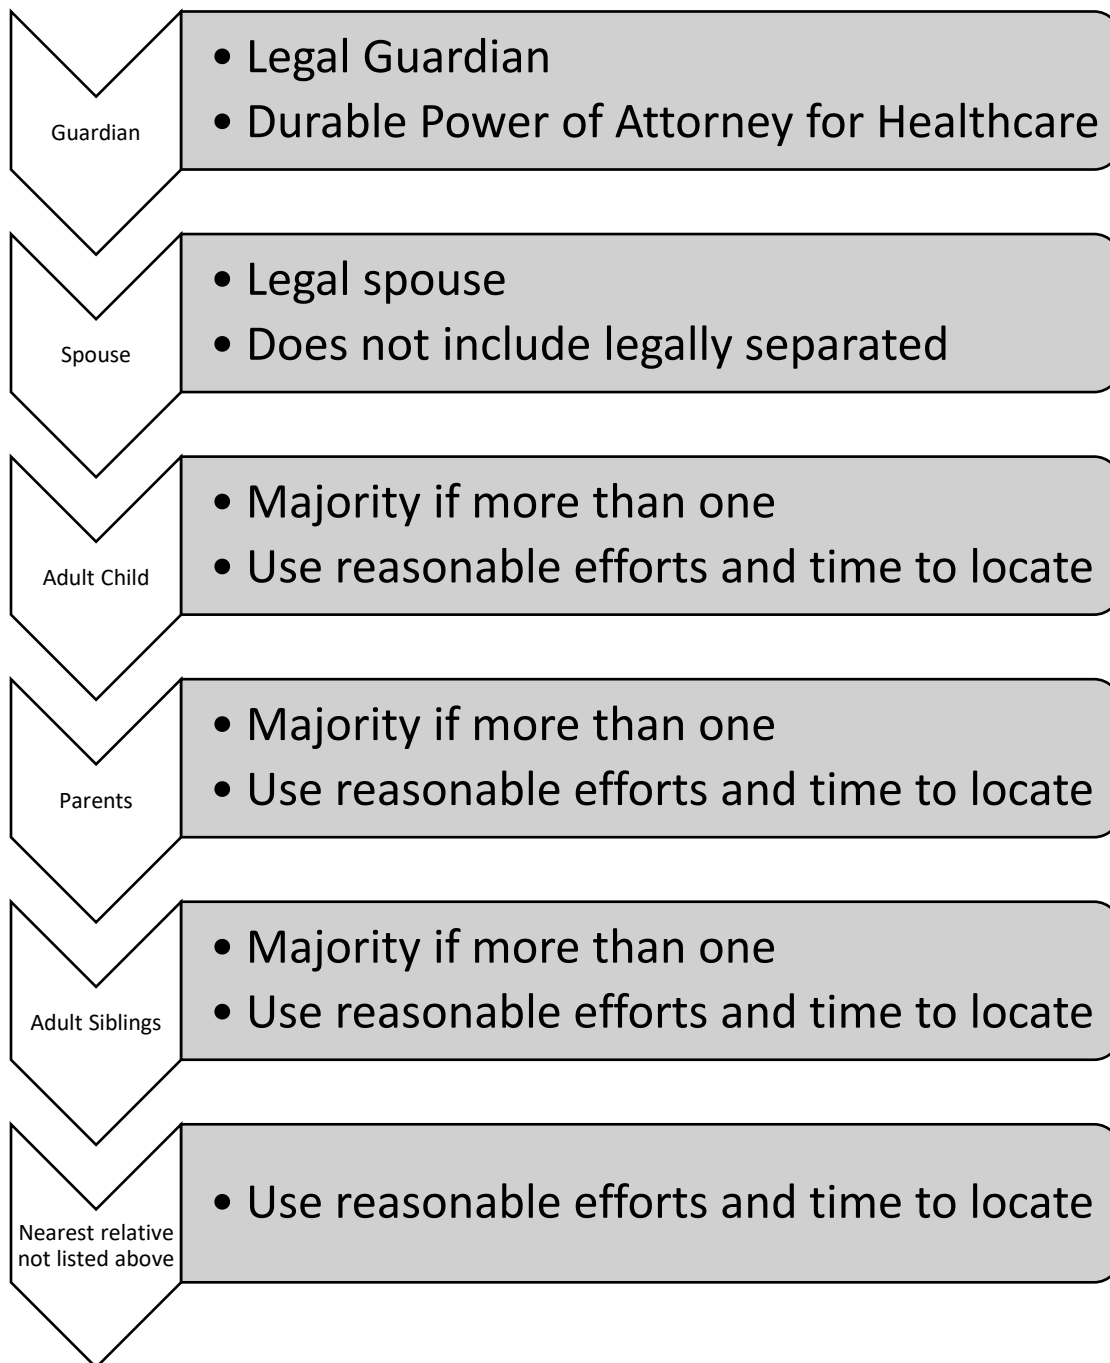 Guardian
• Legal Guardian
• Durable Power of Attorney for Healthcare
Spouse
• Legal spouse
• Does not include legally separated
Adult Child
• Majority if more than one
• Use reasonable efforts and time to locate
Parents
• Majority if more than one
• Use reasonable efforts and time to locate
Adult Siblings
• Majority if more than one
• Use reasonable efforts and time to locate
Nearest relative
not listed above
• Use reasonable efforts and time to locate